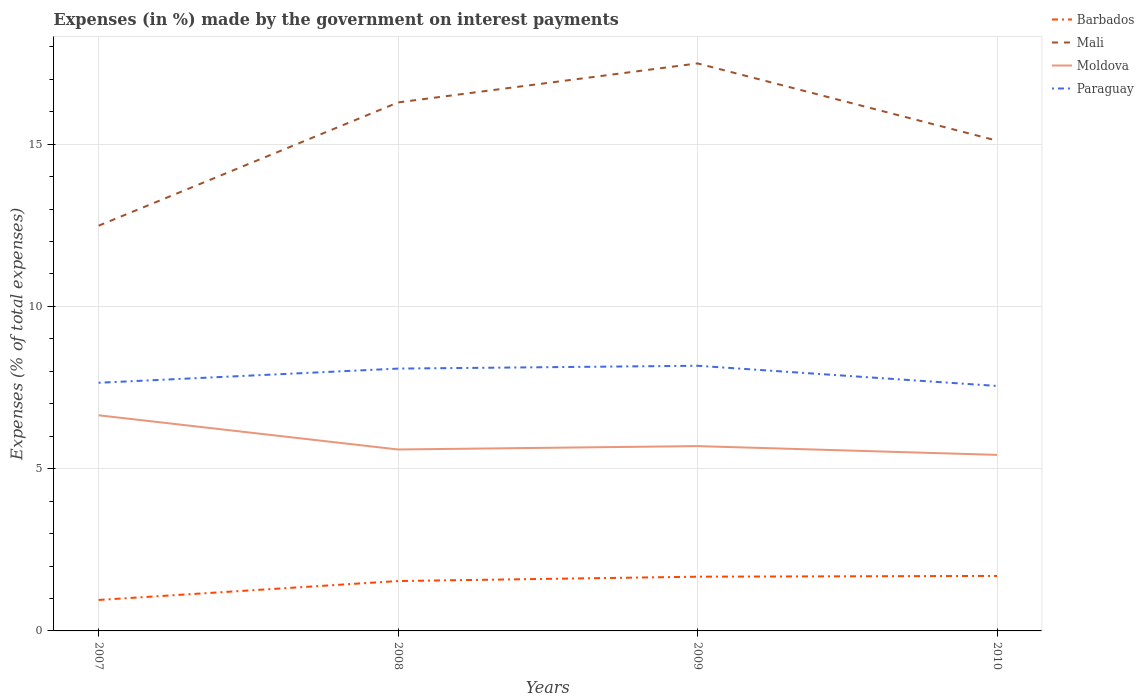 Expenses (in %) made by the government on interest payments
Barbados
Mali
Moldova
Paraguay
Expenses (% of total expenses)
15
10
5
0
2007
2008
2009
2010
Years